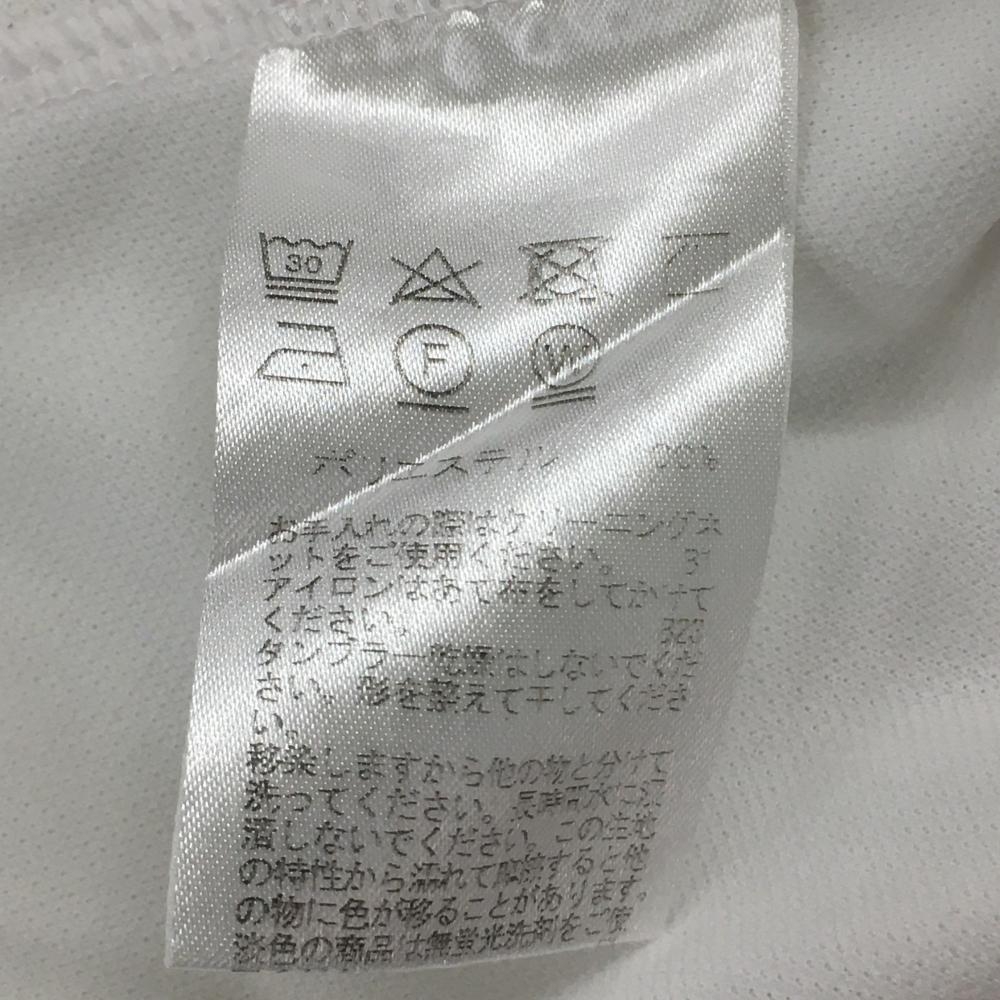 30
F
W
ポリエステル 00%
お手入れの際はクリーニングネ
ットをご使用ください。 31
アイロンはあて布をしてかけて
ください。 323
タンブラー乾燥はしないでくだ
さい。形を整えて干してくださ
い。
移染しますから他の物と分けて
洗ってください。長時間水に浸
漬しないでください。この生地
の特性から濡れて摩擦すると他
の物に色が移ることがあります。
淡色の商品は無蛍光洗剤をご使